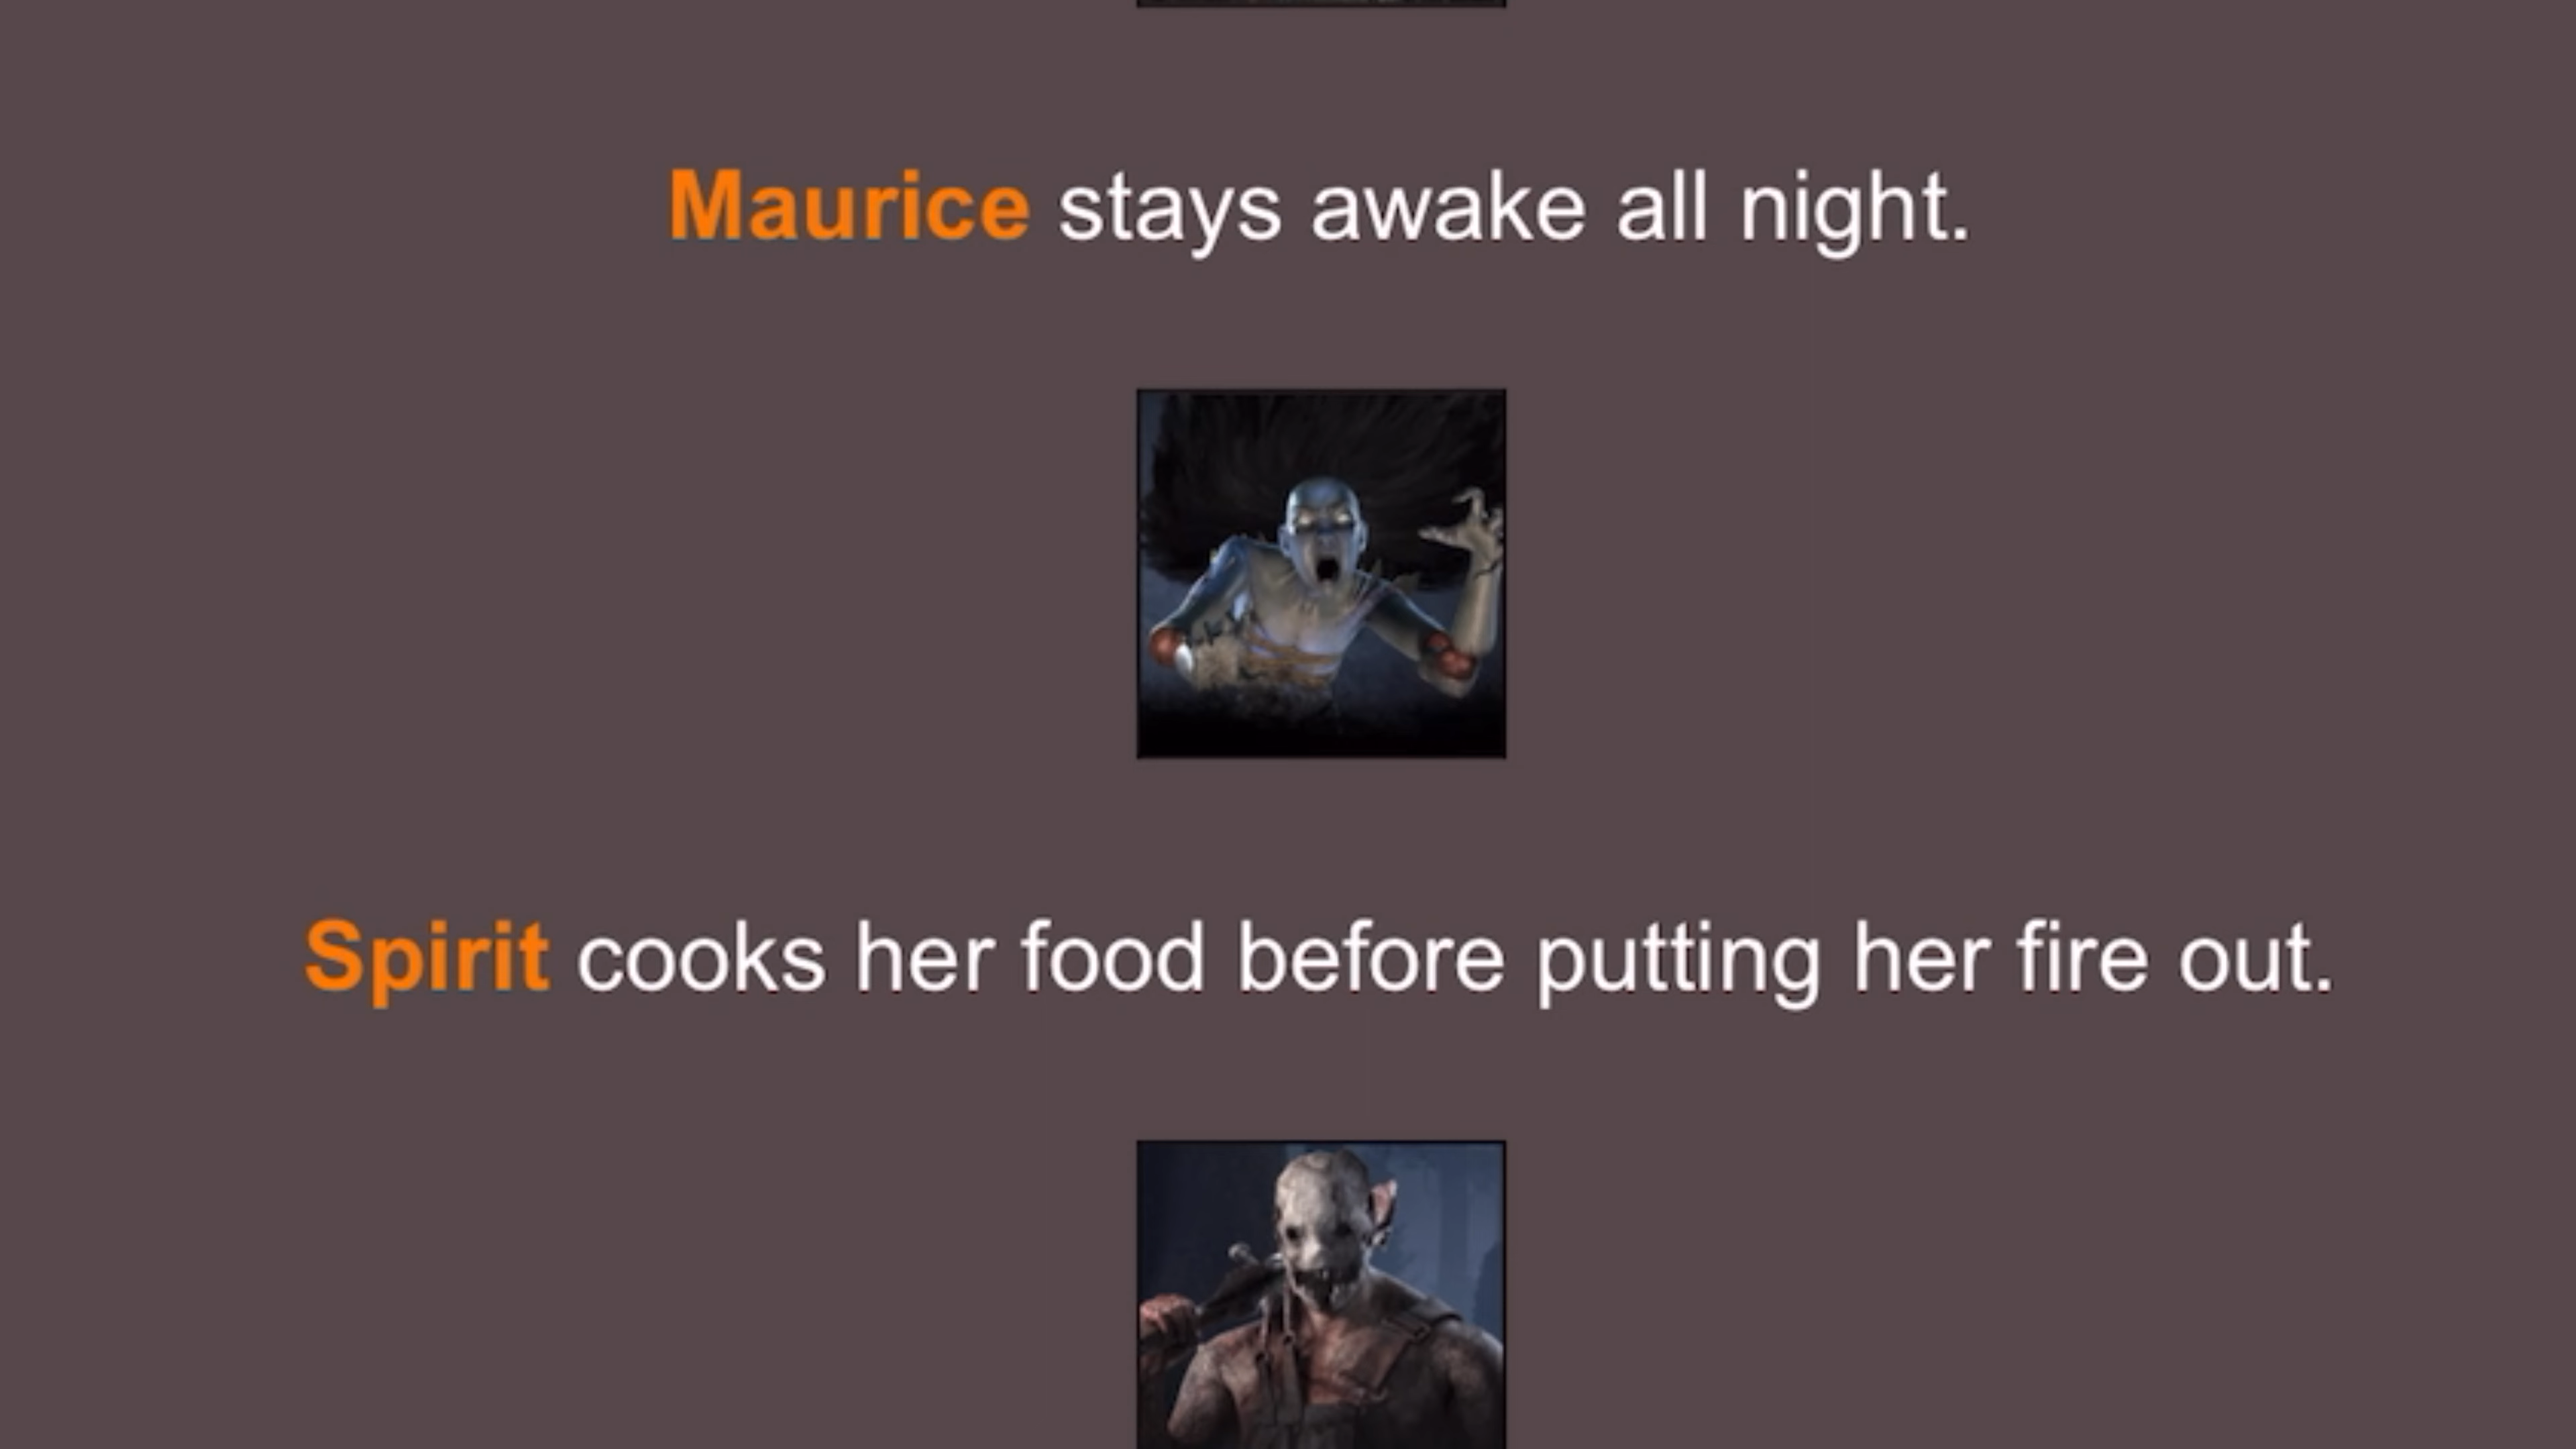 Maurice stays awake all night.
Spirit cooks her food before putting her fire out.